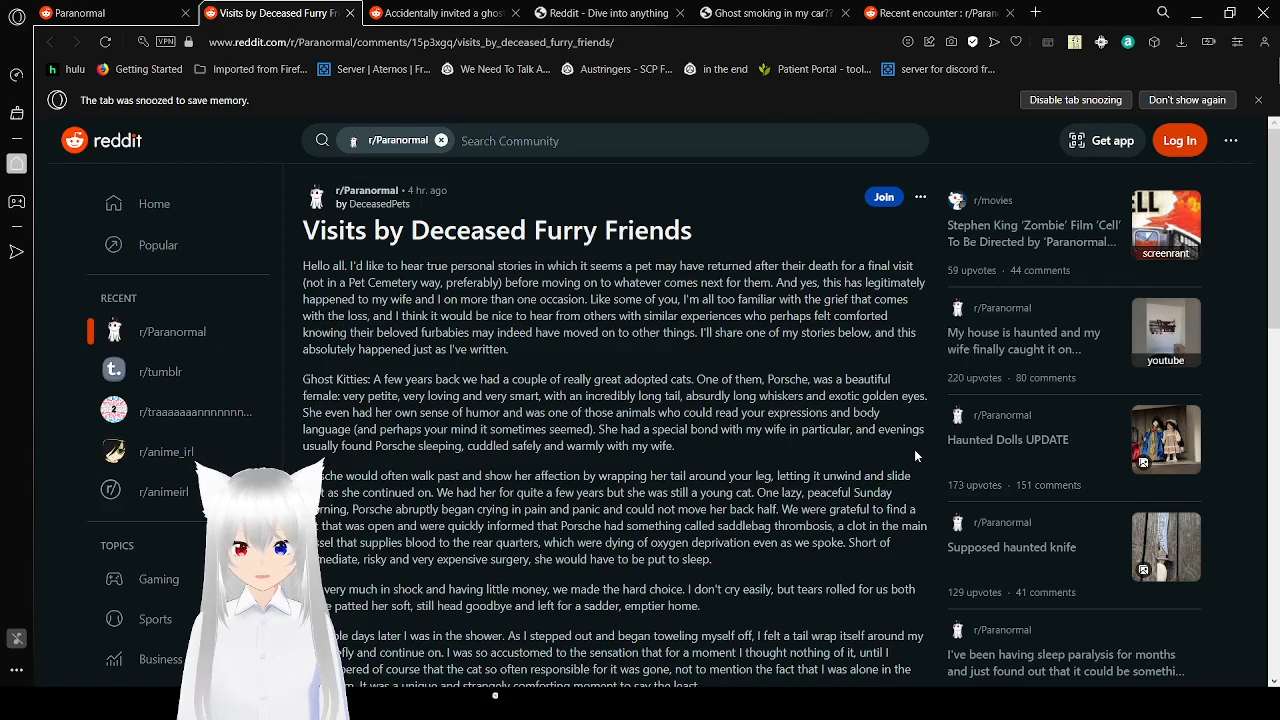 Paranormal
Visits by Deceased Furry Fr
Accidentally invited a ghos
Reddit - Dive into anything
Ghost smoking in my car??
Recent encounter : r/Paran
VPN
www.reddit.com/r/Paranormal/comments/15p3xgq/visits_by_deceased_furry_friends/
hulu
Getting Started
Imported from Firef...
Server | Aternos | Fr...
We Need To Talk A...
Austringers - SCP F...
in the end
Patient Portal - tool...
server for discord fr...
The tab was snoozed to save memory.
Disable tab snoozing
Don't show again
reddit
r/Paranormal
Search Community
Get app
Log In
Home
Popular
RECENT
r/Paranormal
r/tumblr
r/traaaaaaannnnnnn...
r/anime_irl
r/animeirl
TOPICS
Gaming
Sports
Business
r/Paranormal • 4 hr. ago
by DeceasedPets
Join
Visits by Deceased Furry Friends
Hello all. I'd like to hear true personal stories in which it seems a pet may have returned after their death for a final visit
(not in a Pet Cemetery way, preferably) before moving on to whatever comes next for them. And yes, this has legitimately
happened to my wife and I on more than one occasion. Like some of you, I'm all too familiar with the grief that comes
with the loss, and I think it would be nice to hear from others with similar experiences who perhaps felt comforted
knowing their beloved furbabies may indeed have moved on to other things. I'll share one of my stories below, and this
absolutely happened just as I've written.
Ghost Kitties: A few years back we had a couple of really great adopted cats. One of them, Porsche, was a beautiful
female: very petite, very loving and very smart, with an incredibly long tail, absurdly long whiskers and exotic golden eyes.
She even had her own sense of humor and was one of those animals who could read your expressions and body
language (and perhaps your mind it sometimes seemed). She had a special bond with my wife in particular, and evenings
usually found Porsche sleeping, cuddled safely and warmly with my wife.
sche would often walk past and show her affection by wrapping her tail around your leg, letting it unwind and slide
as she continued on. We had her for quite a few years but she was still a young cat. One lazy, peaceful Sunday
rning, Porsche abruptly began crying in pain and panic and could not move her back half. We were grateful to find a
that was open and were quickly informed that Porsche had something called saddlebag thrombosis, a clot in the main
ssel that supplies blood to the rear quarters, which were dying of oxygen deprivation even as we spoke. Short of
mediate, risky and very expensive surgery, she would have to be put to sleep.
very much in shock and having little money, we made the hard choice. I don't cry easily, but tears rolled for us both
patted her soft, still head goodbye and left for a sadder, emptier home.
ple days later I was in the shower. As I stepped out and began toweling myself off, I felt a tail wrap itself around my
efly and continue on. I was so accustomed to the sensation that for a moment I thought nothing of it, until I
bered of course that the cat so often responsible for it was gone, not to mention the fact that I was alone in the
It was a unique and strangely comforting moment to say the least.
r/movies
Stephen King 'Zombie' Film 'Cell'
To Be Directed by 'Paranormal...
59 upvotes · 44 comments
ELL
screenrant
r/Paranormal
My house is haunted and my
wife finally caught it on...
220 upvotes · 80 comments
youtube
r/Paranormal
Haunted Dolls UPDATE
173 upvotes · 151 comments
r/Paranormal
Supposed haunted knife
129 upvotes · 41 comments
r/Paranormal
I've been having sleep paralysis for months
and just found out that it could be somethi...